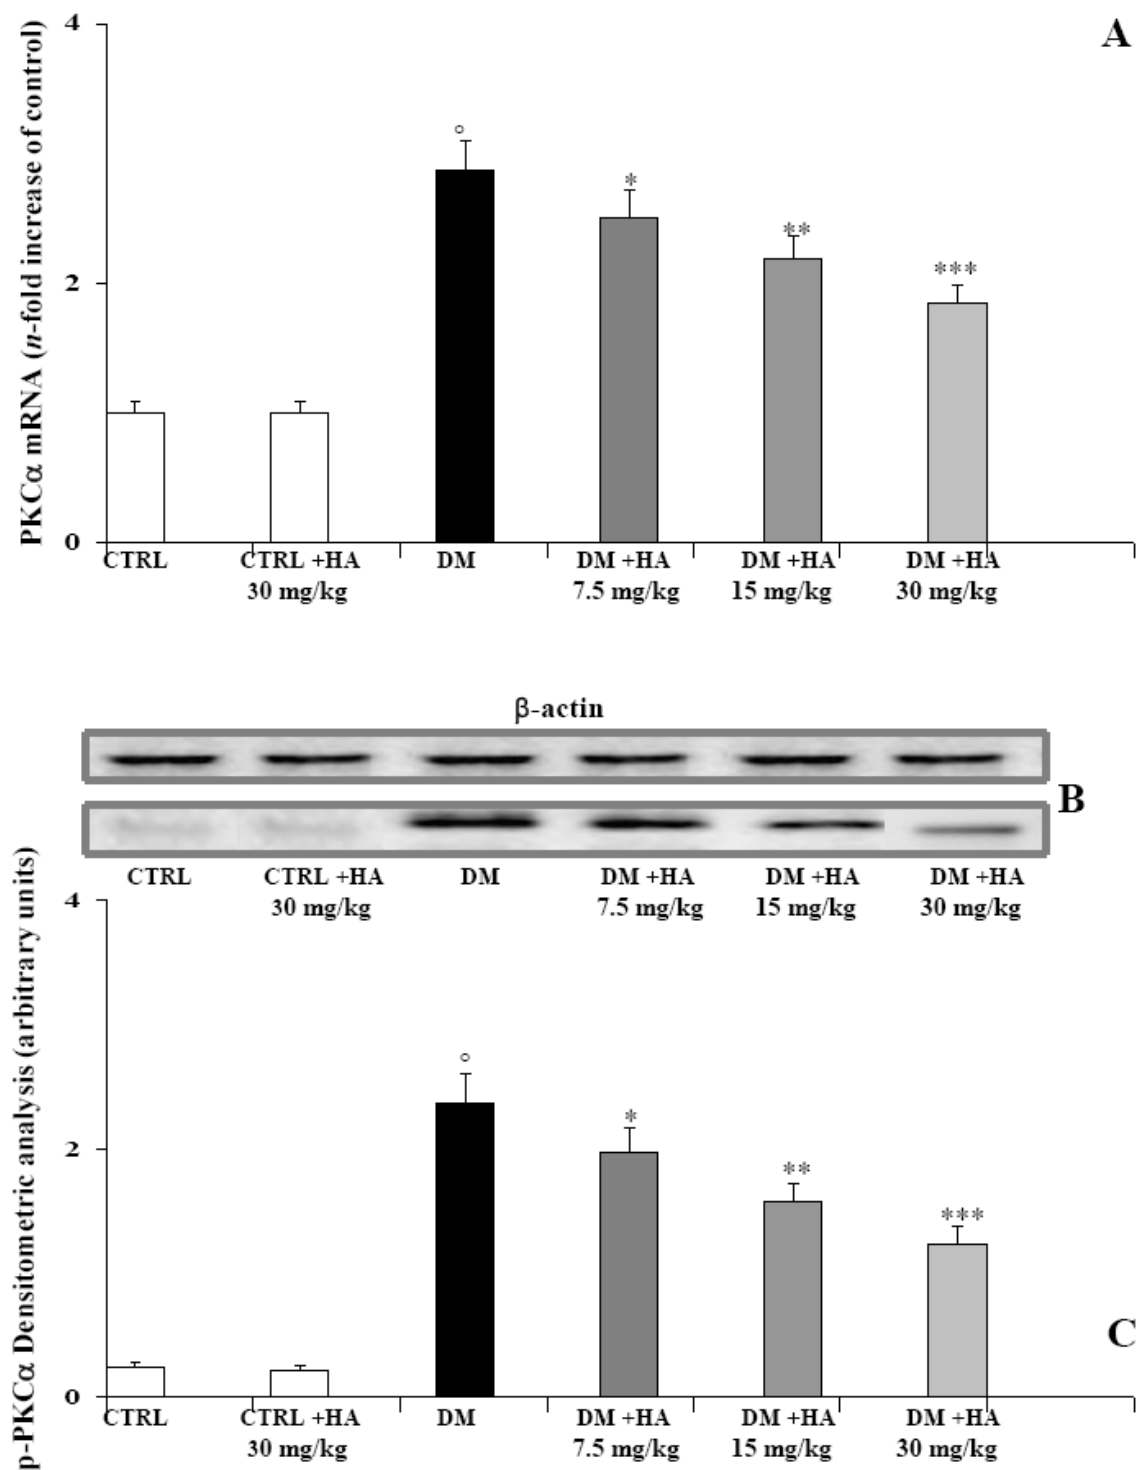 A
PKCα mRNA (n-fold increase of control)
4
2
0
°
*
**
***
CTRL
CTRL +HA
30 mg/kg
DM
DM +HA
7.5 mg/kg
DM +HA
15 mg/kg
DM +HA
30 mg/kg
β-actin
B
CTRL
CTRL +HA
30 mg/kg
DM
DM +HA
7.5 mg/kg
DM +HA
15 mg/kg
DM +HA
30 mg/kg
p-PKCα Densitometric analysis (arbitrary units)
4
2
0
°
*
**
***
C
CTRL
CTRL +HA
30 mg/kg
DM
DM +HA
7.5 mg/kg
DM +HA
15 mg/kg
DM +HA
30 mg/kg